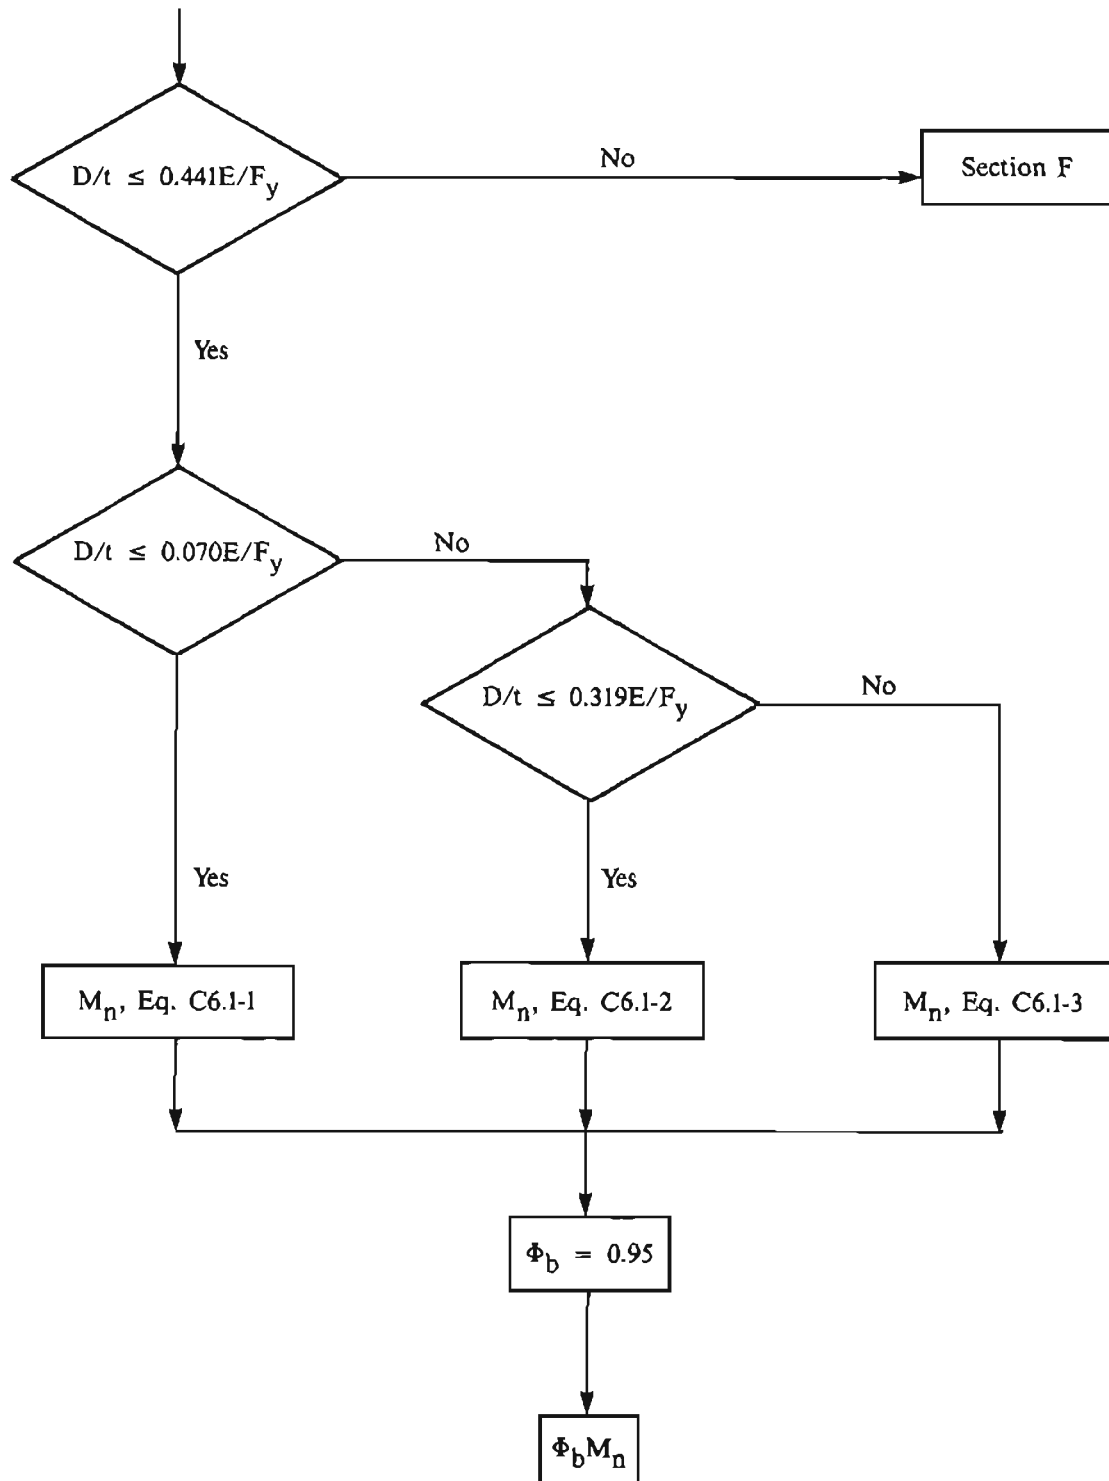 D/t ≤ 0.441E/Fy
No
Section F
Yes
D/t ≤ 0.070E/Fy
No
D/t ≤ 0.319E/Fy
No
Yes
Yes
Mn, Eq. C6.1-1
Mn, Eq. C6.1-2
Mn, Eq. C6.1-3
Φb = 0.95
ΦbMn